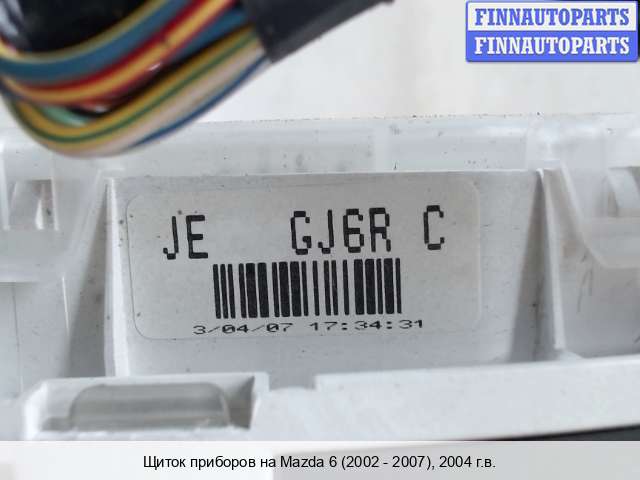 FINNAUTOPARTS
FINNAUTOPARTS
JE GJ6R C
3/04/07 17:34:31
Щиток приборов на Mazda 6 (2002 - 2007), 2004 г.в.